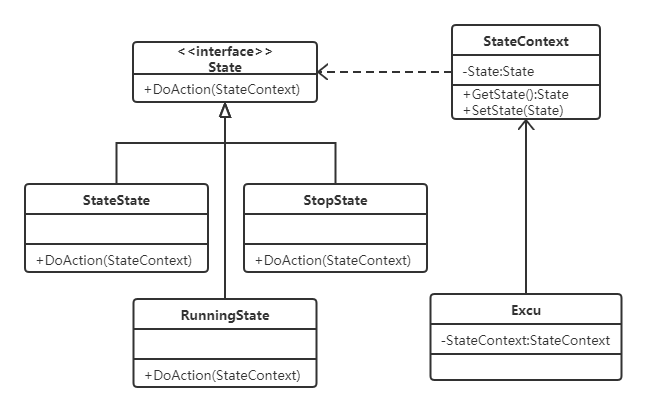 <<interface>>
State
+DoAction(StateContext)
StateContext
-State:State
+GetState():State
+SetState(State)
StateState
+DoAction(StateContext)
StopState
+DoAction(StateContext)
RunningState
+DoAction(StateContext)
Excu
-StateContext:StateContext